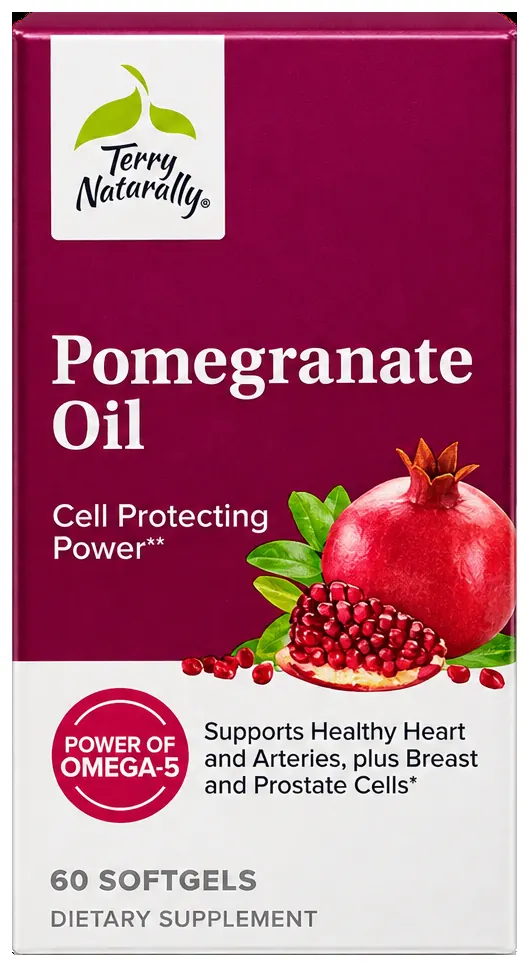 Terry
Naturally®
Pomegranate
Oil
Cell Protecting
Power**
POWER OF
OMEGA-5
Supports Healthy Heart
and Arteries, plus Breast
and Prostate Cells*
60 SOFTGELS
DIETARY SUPPLEMENT